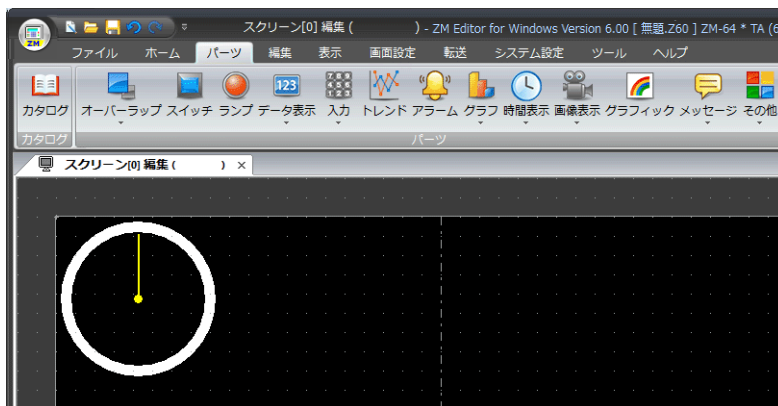 スクリーン[0] 編集 ( ) - ZM Editor for Windows Version 6.00 [ 無題.Z60 ] ZM-64 * TA (6
ZM
ファイル ホーム パーツ 編集 表示 画面設定 転送 システム設定 ツール ヘルプ
123
カタログ オーバーラップ スイッチ ランプ データ表示 入力 トレンド アラーム グラフ 時間表示 画像表示 グラフィック メッセージ その他
カタログ パーツ
スクリーン[0] 編集 ( ) ×